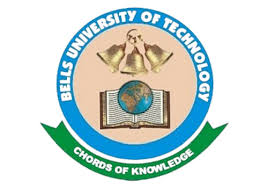 BELLS UNIVERSITY OF TECHNOLOGY
CHORDS OF KNOWLEDGE